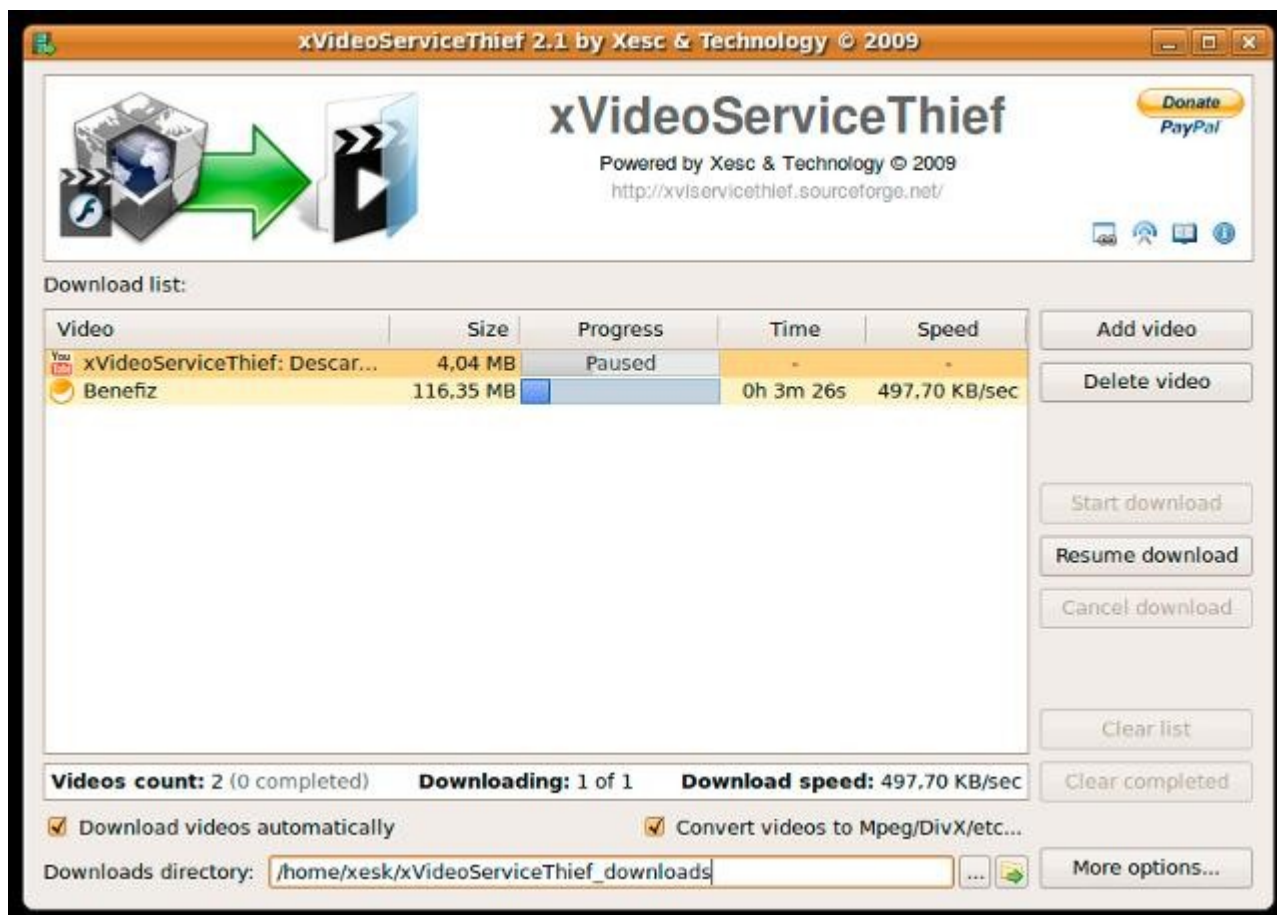 xVideoServiceThief 2.1 by Xesc & Technology © 2009
xVideoServiceThief
Powered by Xesc & Technology © 2009
http://xviservicethief.sourceforge.net/
Donate
PayPal
Download list:
Video Size Progress Time Speed
You Tube xVideoServiceThief: Descar... 4,04 MB Paused - -
Benefiz 116,35 MB 0h 3m 26s 497,70 KB/sec
Add video
Delete video
Start download
Resume download
Cancel download
Clear list
Clear completed
Videos count: 2 (0 completed) Downloading: 1 of 1 Download speed: 497,70 KB/sec
Download videos automatically Convert videos to Mpeg/DivX/etc...
Downloads directory: /home/xesk/xVideoServiceThief_downloads ... More options...